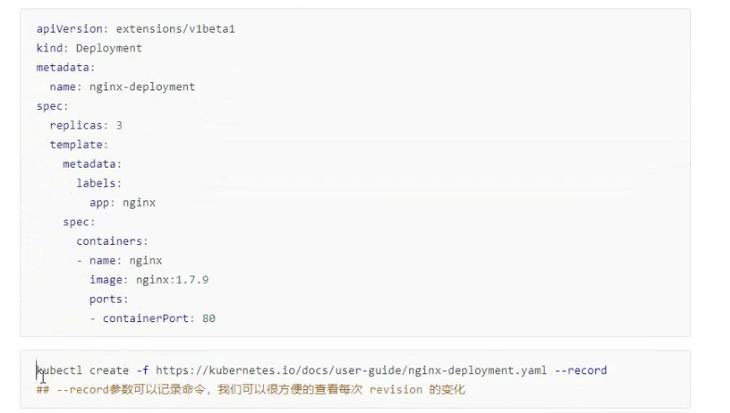 apiVersion: extensions/v1beta1
kind: Deployment
metadata:
  name: nginx-deployment
spec:
  replicas: 3
  template:
    metadata:
      labels:
        app: nginx
    spec:
      containers:
      - name: nginx
        image: nginx:1.7.9
        ports:
        - containerPort: 80
kubectl create -f https://kubernetes.io/docs/user-guide/nginx-deployment.yaml --record
## --record参数可以记录命令，我们可以很方便的查看每次 revision 的变化